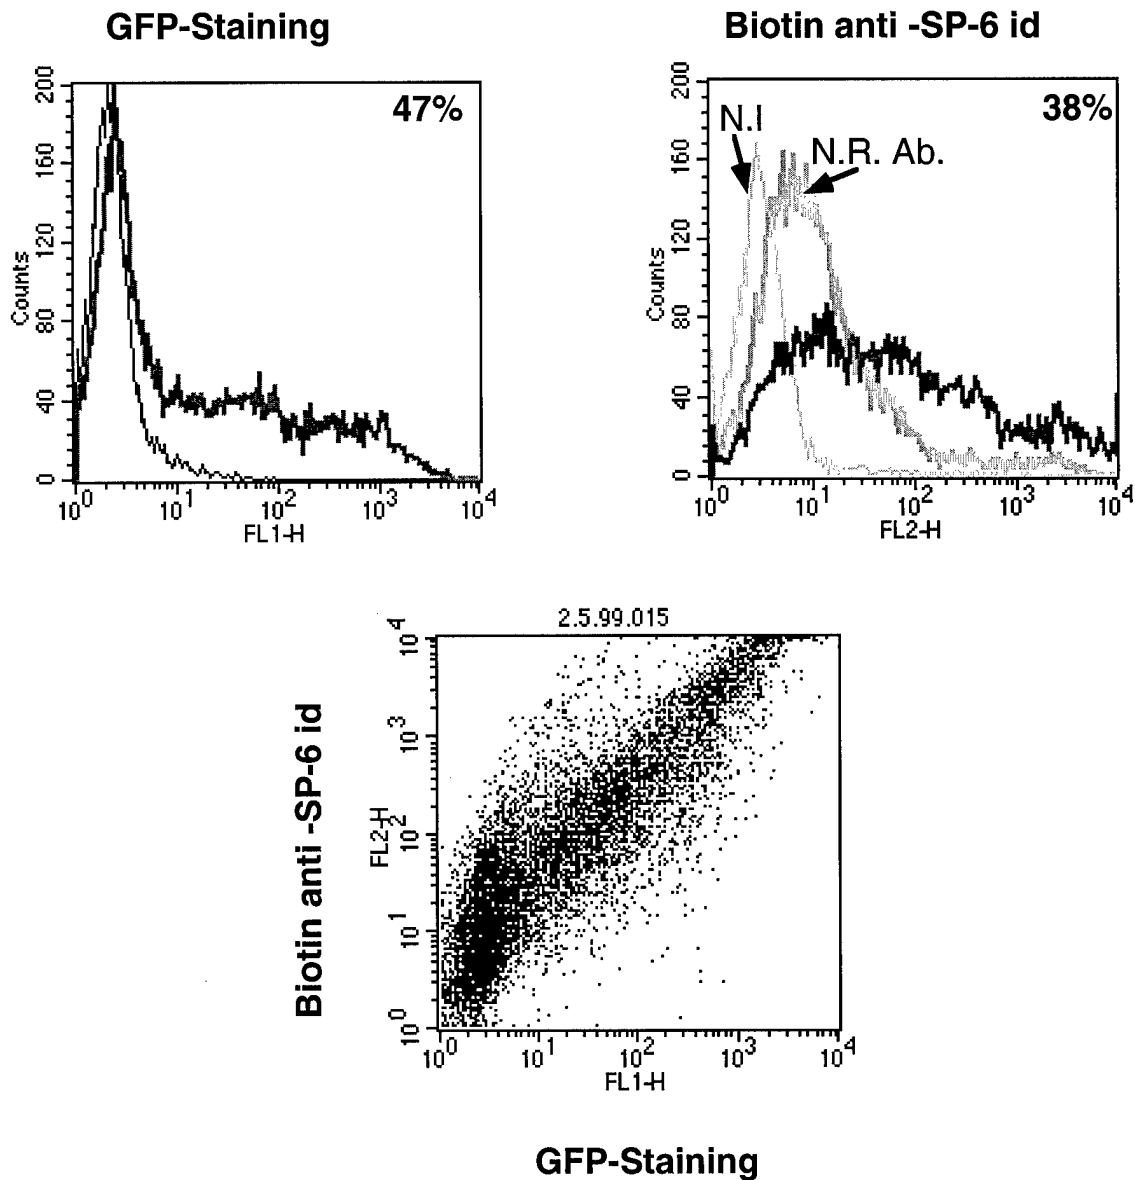 GFP-Staining
Biotin anti -SP-6 id
47%
200
160
120
80
40
0
Counts
10^0 10^1 10^2 10^3 10^4
FL1-H
38%
N.I
N.R. Ab.
200
160
120
80
40
0
Counts
10^0 10^1 10^2 10^3 10^4
FL2-H
2.5.99.015
Biotin anti -SP-6 id
FL2-H
10^4
10^3
10^2
10^1
10^0
10^0 10^1 10^2 10^3 10^4
FL1-H
GFP-Staining